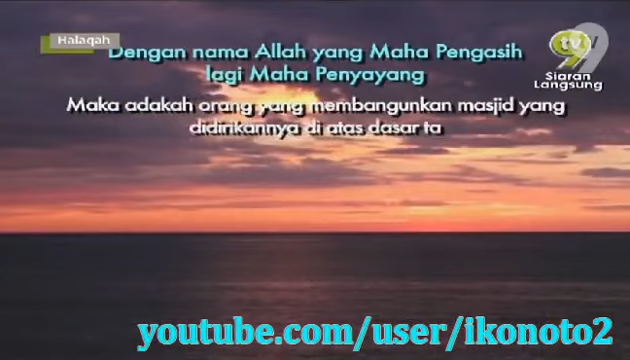 Halaqah
Dengan nama Allah yang Maha Pengasih
lagi Maha Penyayang
Maka adakah orang yang membangunkan masjid yang
didirikannya di atas dasar ta
tv9
Siaran
Langsung
youtube.com/user/ikonoto2